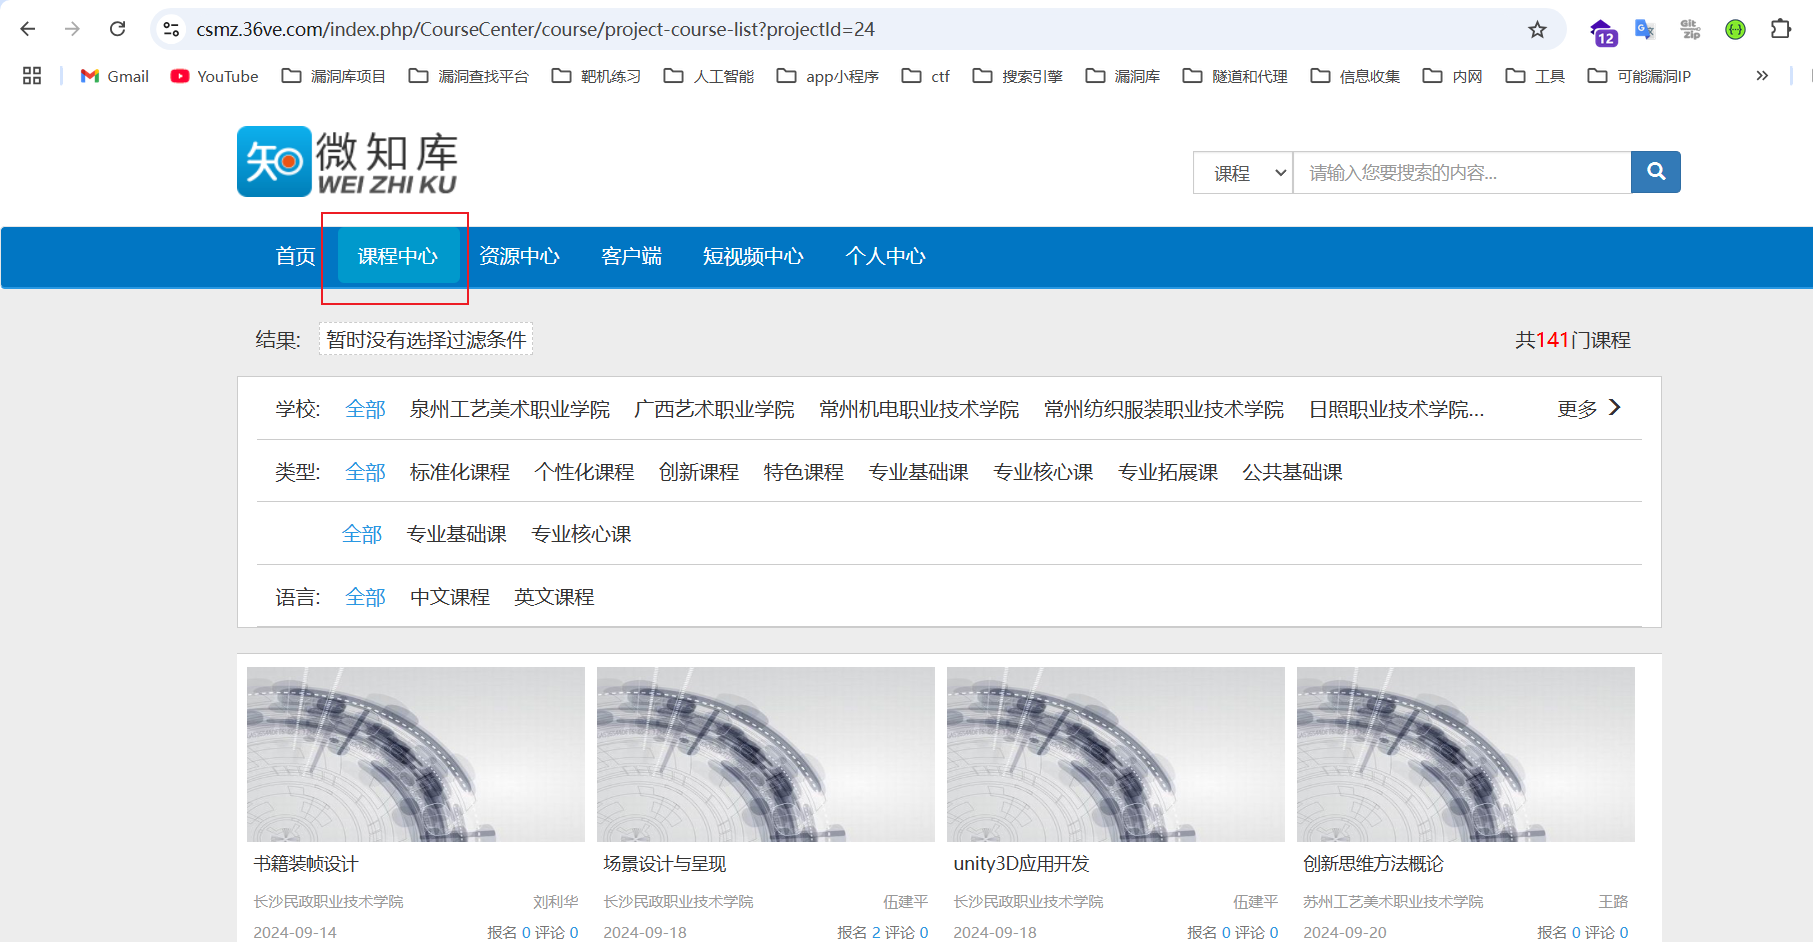 csmz.36ve.com/index.php/CourseCenter/course/project-course-list?projectId=24
12
Git Zip
Gmail YouTube 漏洞库项目 漏洞查找平台 靶机练习 人工智能 app小程序 ctf 搜索引擎 漏洞库 隧道和代理 信息收集 内网 工具 可能漏洞IP
知 微知库
WEI ZHI KU
课程 请输入您要搜索的内容...
首页 课程中心 资源中心 客户端 短视频中心 个人中心
结果: 暂时没有选择过滤条件 共141门课程
学校: 全部 泉州工艺美术职业学院 广西艺术职业学院 常州机电职业技术学院 常州纺织服装职业技术学院 日照职业技术学院... 更多
类型: 全部 标准化课程 个性化课程 创新课程 特色课程 专业基础课 专业核心课 专业拓展课 公共基础课
全部 专业基础课 专业核心课
语言: 全部 中文课程 英文课程
书籍装帧设计 场景设计与呈现 unity3D应用开发 创新思维方法概论
长沙民政职业技术学院 刘利华 长沙民政职业技术学院 伍建平 长沙民政职业技术学院 伍建平 苏州工艺美术职业技术学院 王路
2024-09-14 报名 0 评论 0 2024-09-18 报名 2 评论 0 2024-09-18 报名 0 评论 0 2024-09-20 报名 0 评论 0